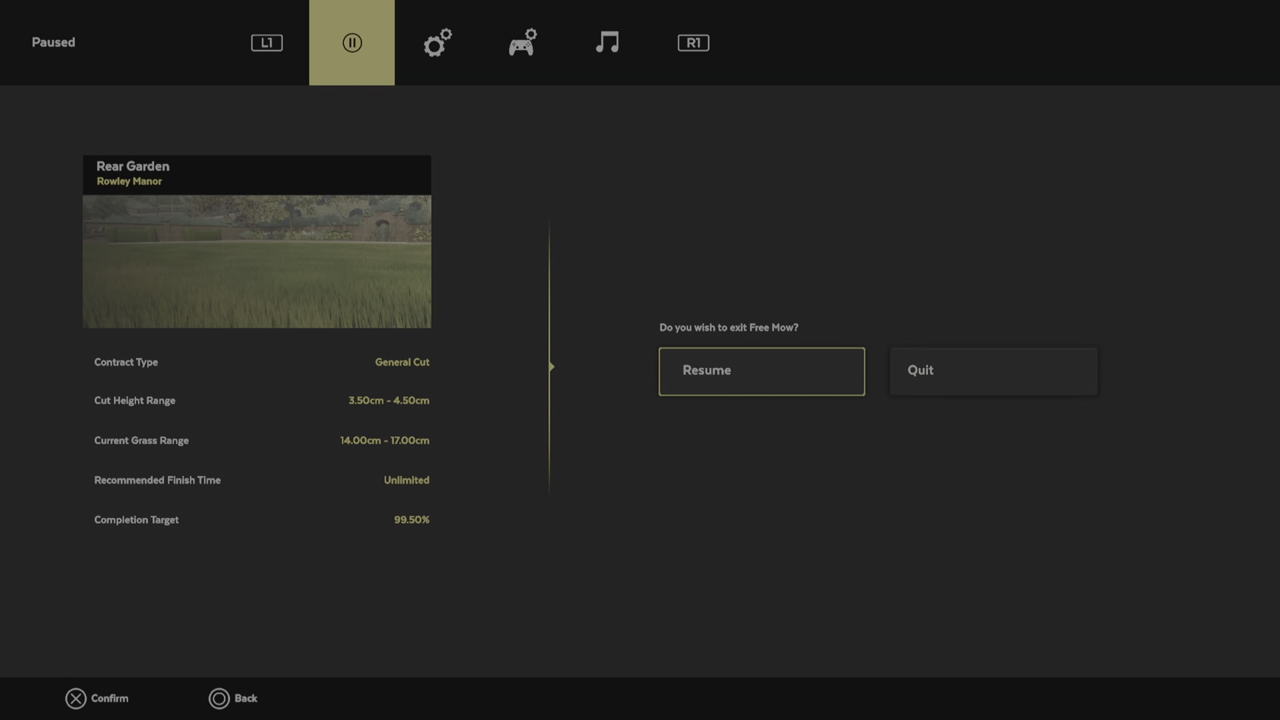 Paused
L1
R1
Rear Garden
Rowley Manor
Contract Type General Cut
Cut Height Range 3.50cm - 4.50cm
Current Grass Range 14.00cm - 17.00cm
Recommended Finish Time Unlimited
Completion Target 99.50%
Do you wish to exit Free Mow?
Resume Quit
Confirm Back